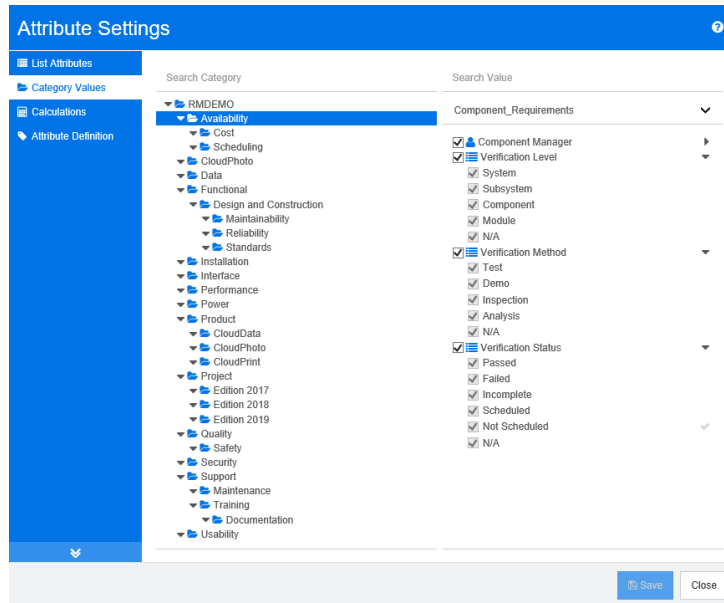 Attribute Settings
List Attributes
Category Values
Calculations
Attribute Definition
Search Category
RMDEMO
Availability
Cost
Scheduling
CloudPhoto
Data
Functional
Design and Construction
Maintainability
Reliability
Standards
Installation
Interface
Performance
Power
Product
CloudData
CloudPhoto
CloudPrint
Project
Edition 2017
Edition 2018
Edition 2019
Quality
Safety
Security
Support
Maintenance
Training
Documentation
Usability
Search Value
Component_Requirements
Component Manager
Verification Level
System
Subsystem
Component
Module
N/A
Verification Method
Test
Demo
Inspection
Analysis
N/A
Verification Status
Passed
Failed
Incomplete
Scheduled
Not Scheduled
N/A
Save
Close